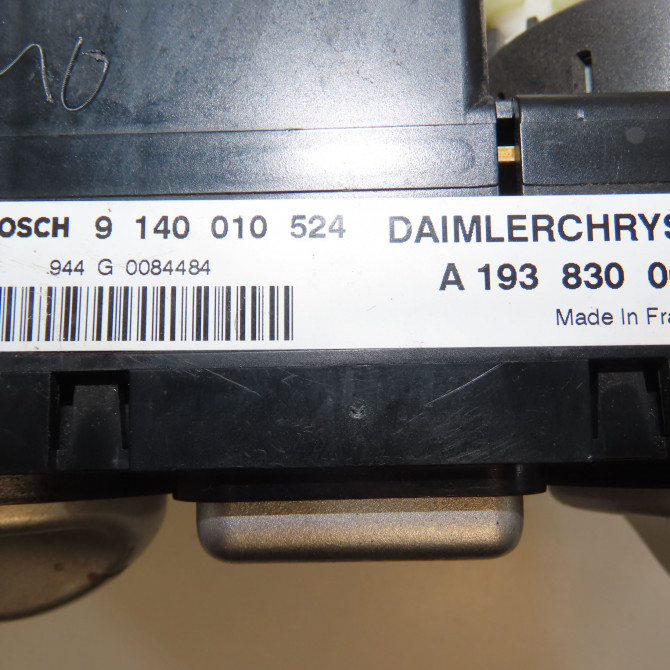 OSCH 9 140 010 524 DAIMLERCHRYS
944 G 0084484 A 193 830 0
Made In Fra